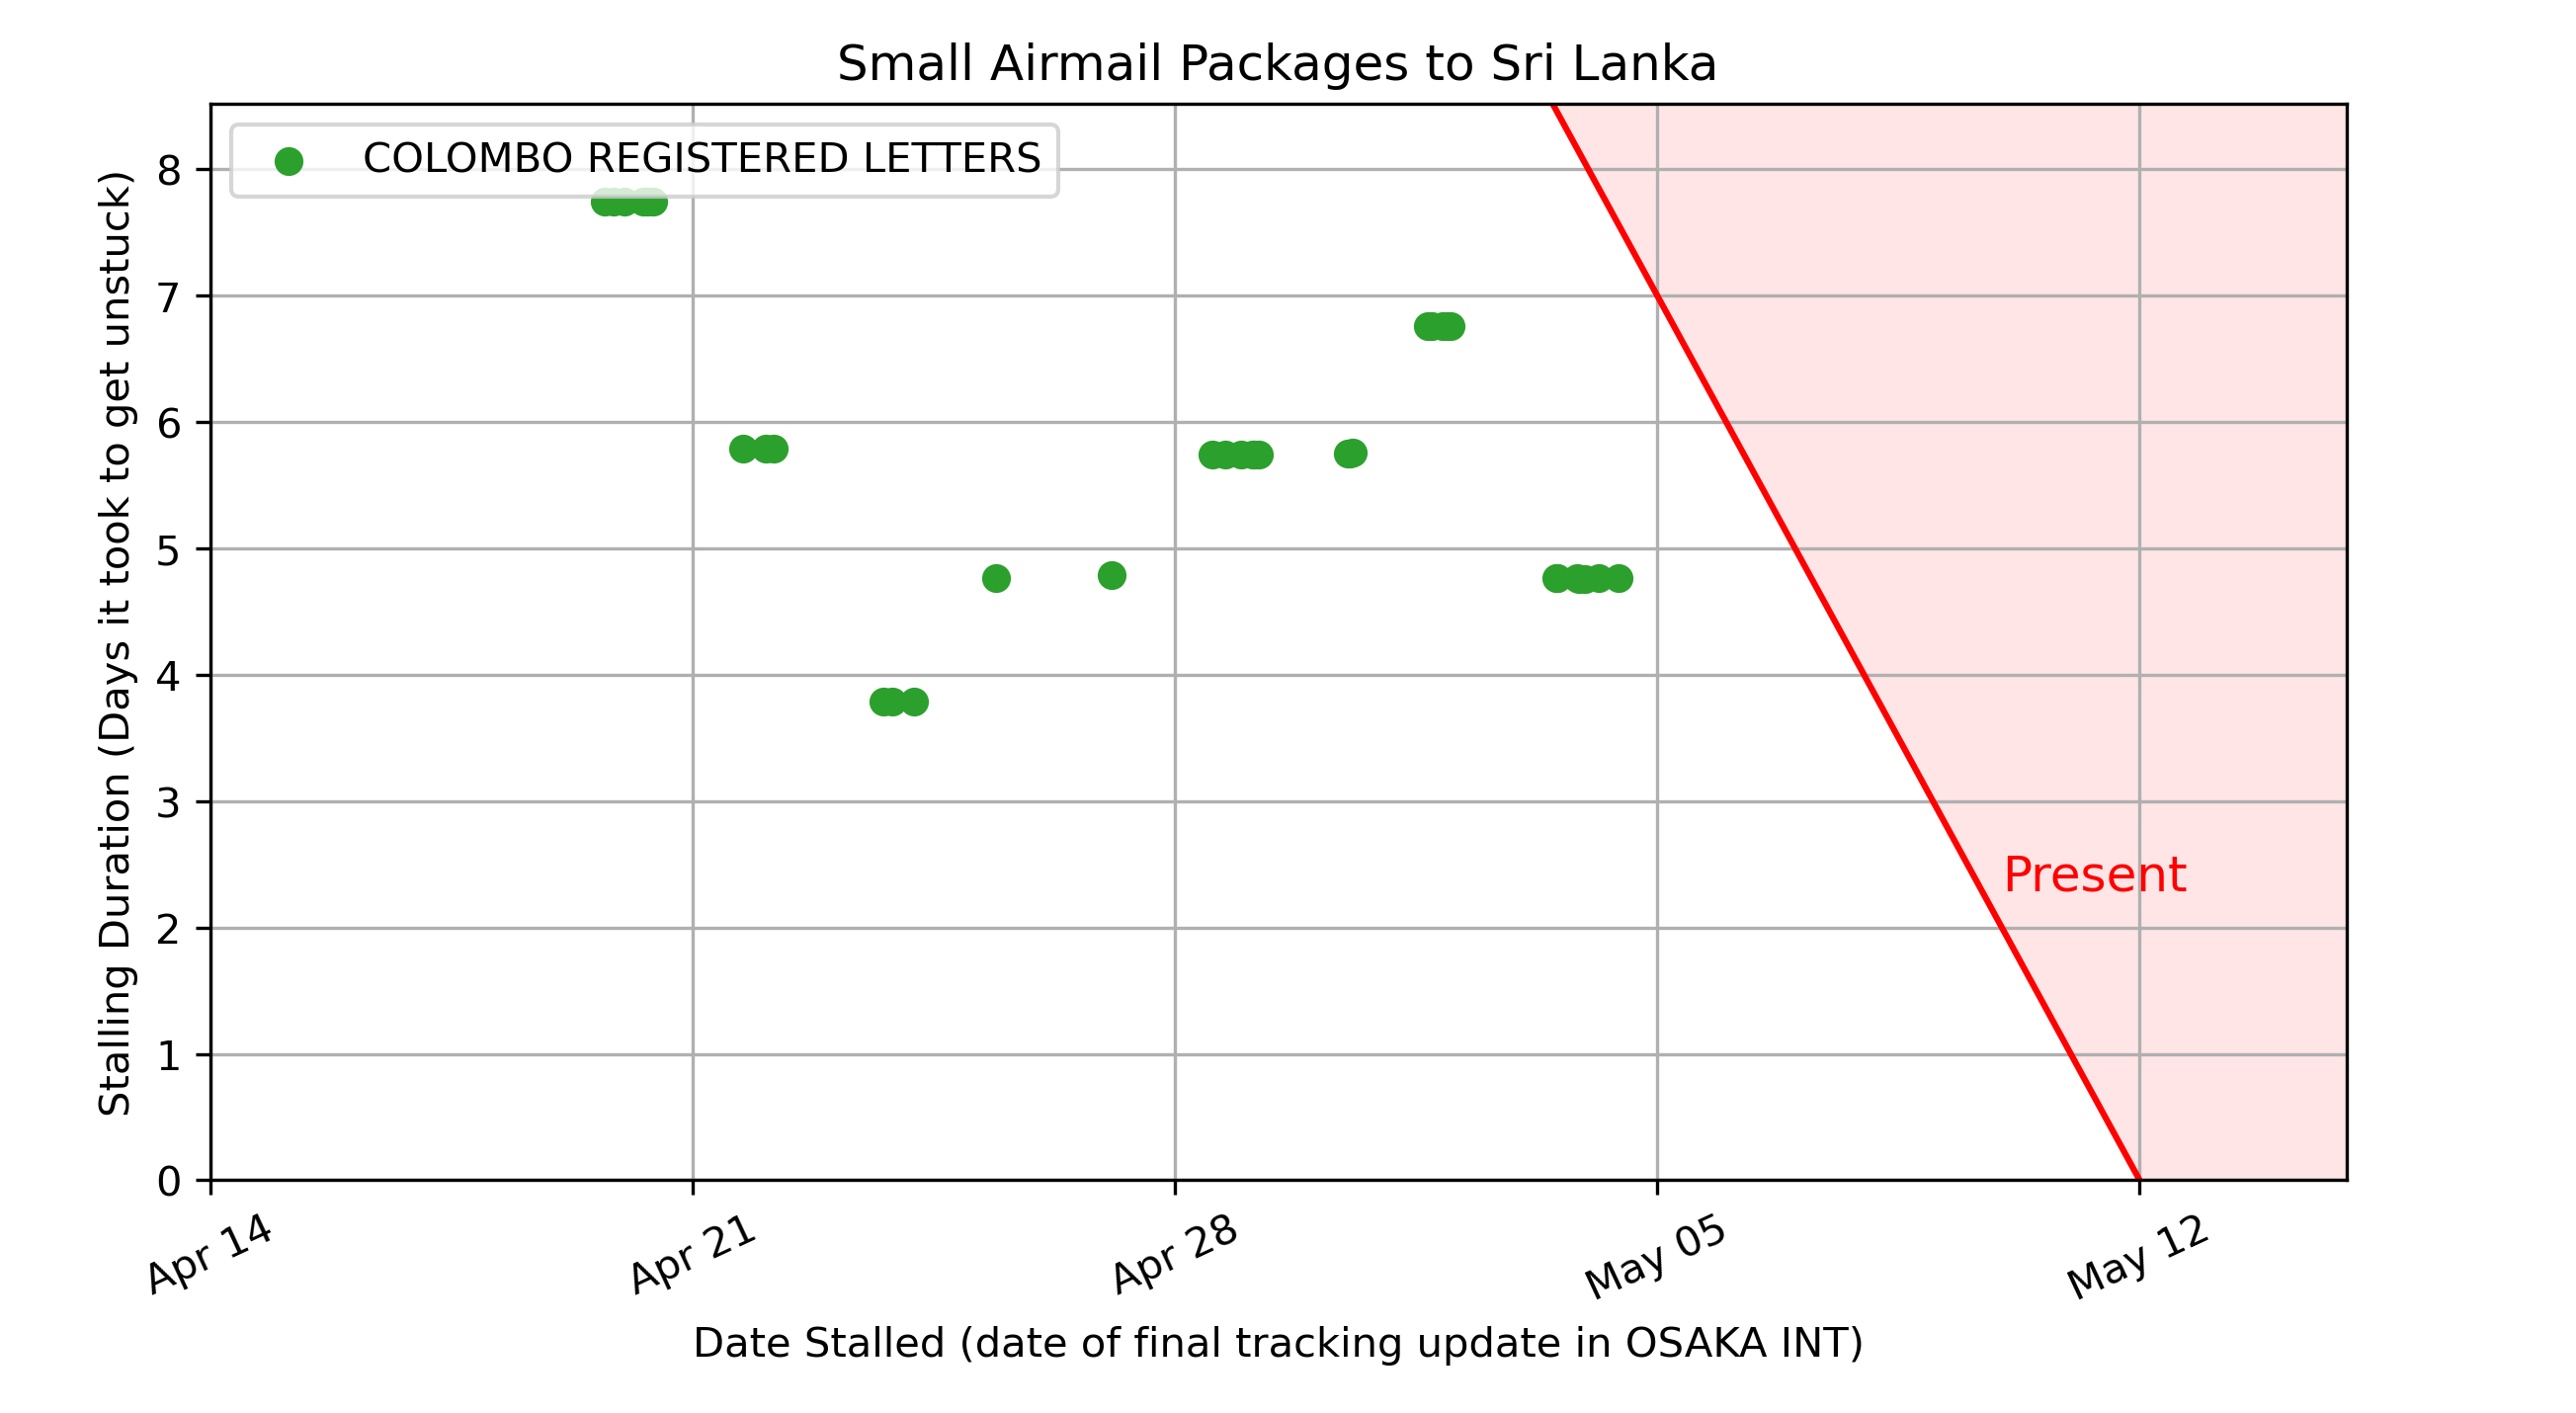 Small Airmail Packages to Sri Lanka
COLOMBO REGISTERED LETTERS
Stalling Duration (Days it took to get unstuck)
8
7
6
5
4
3
2
1
0
Present
Apr 14
Apr 21
Apr 28
May 05
May 12
Date Stalled (date of final tracking update in OSAKA INT)